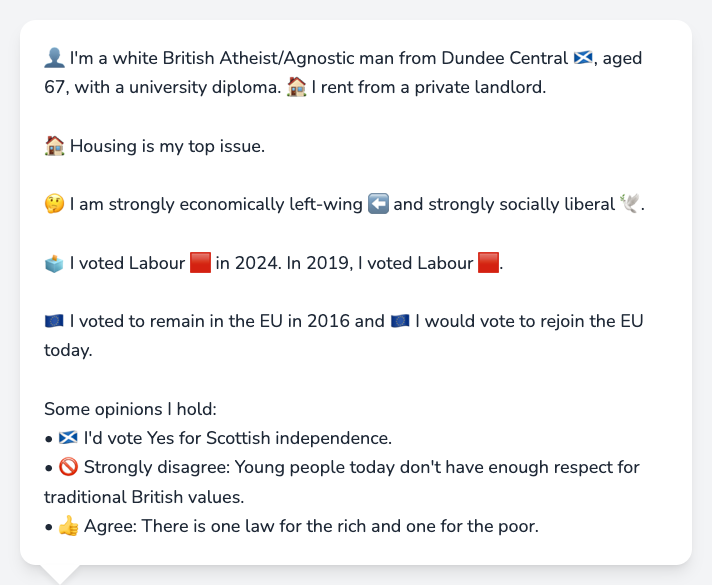 👤 I'm a white British Atheist/Agnostic man from Dundee Central 🏴󠁧󠁢󠁳󠁣󠁴󠁿, aged
67, with a university diploma. 🏠 I rent from a private landlord.
🏠 Housing is my top issue.
🤔 I am strongly economically left-wing ⬅️ and strongly socially liberal 🕊️.
🗳️ I voted Labour 🟥 in 2024. In 2019, I voted Labour 🟥.
🇪🇺 I voted to remain in the EU in 2016 and 🇪🇺 I would vote to rejoin the EU
today.
Some opinions I hold:
• 🏴󠁧󠁢󠁳󠁣󠁴󠁿 I'd vote Yes for Scottish independence.
• 🚫 Strongly disagree: Young people today don't have enough respect for
traditional British values.
• 👍 Agree: There is one law for the rich and one for the poor.